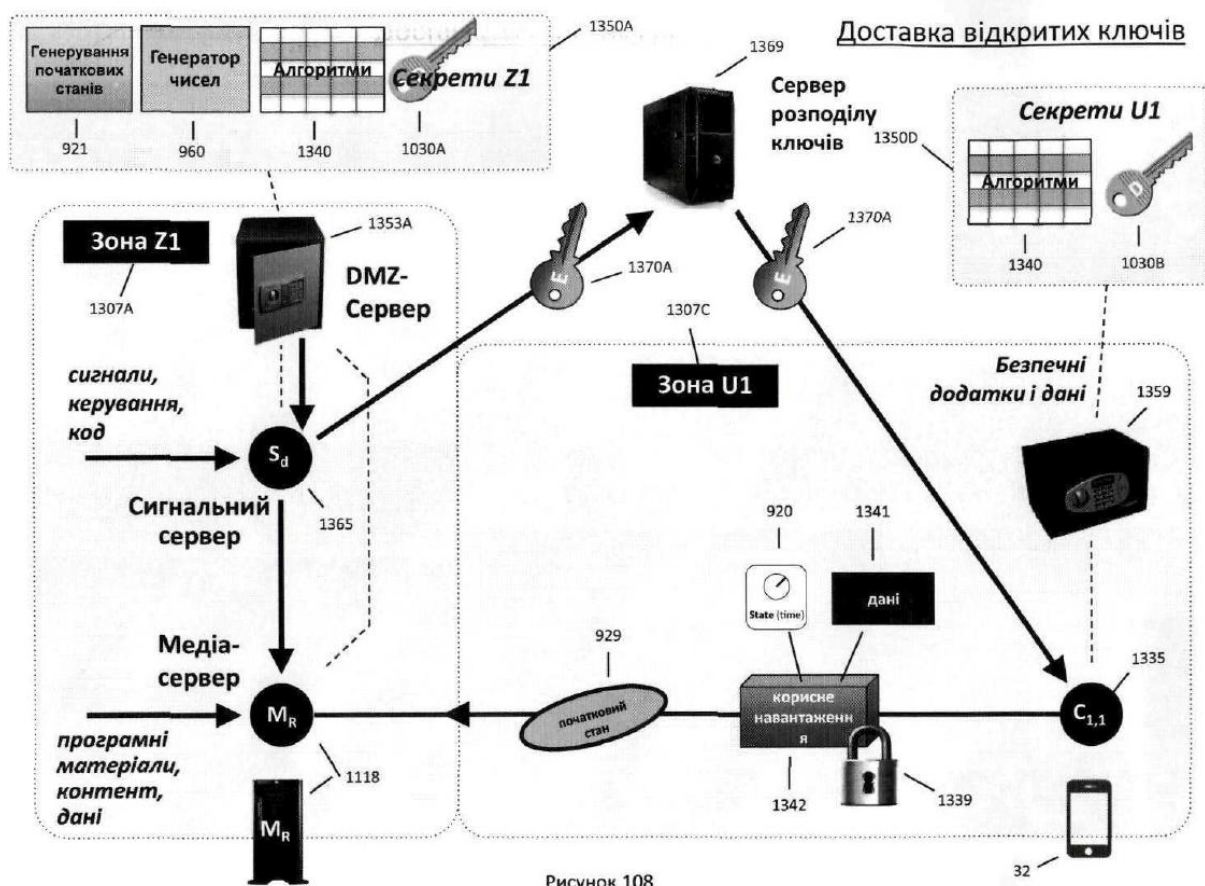 Доставка відкритих ключів
Генерування
початкових
станів
Генератор
чисел
Алгоритми
Секрети Z1
921
960
1340
1030A
1350A
1369
Сервер
розподілу
ключів
1350D
Секрети U1
Алгоритми
D
1340
1030B
Зона Z1
1307A
1353A
DMZ-
Сервер
E
1370A
E
1370A
1307C
Зона U1
Безпечні
додатки і дані
1359
сигнали,
керування,
код
Sd
1365
Сигнальний
сервер
920
1341
State (time)
дані
Медіа-
сервер
929
1335
MR
початковий
стан
корисне
навантаженн
я
C1,1
програмні
матеріали,
контент,
дані
1118
MR
1342
1339
32
Рисунок 108